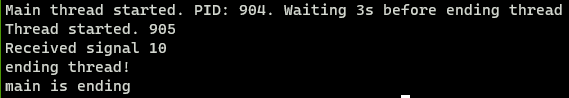 Main thread started. PID: 904. Waiting 3s before ending thread
Thread started. 905
Received signal 10
ending thread!
main is ending